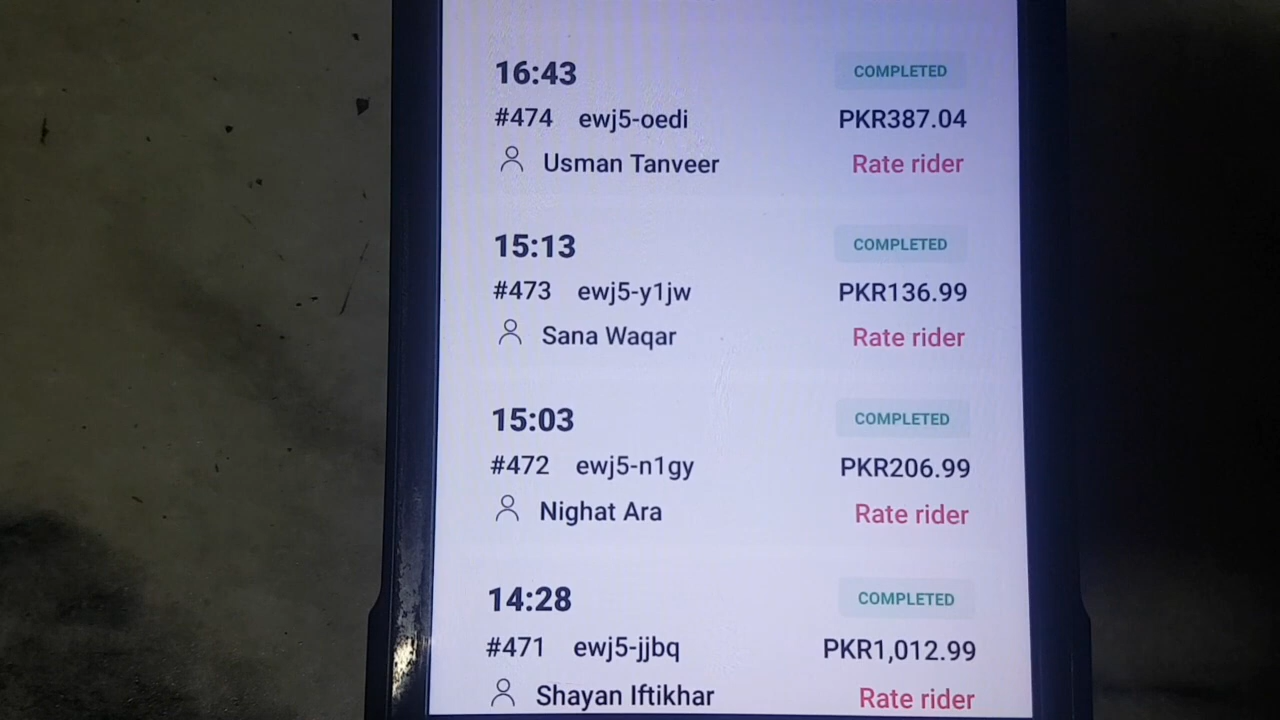 16:43 COMPLETED
#474 ewj5-oedi PKR387.04
Usman Tanveer Rate rider
15:13 COMPLETED
#473 ewj5-y1jw PKR136.99
Sana Waqar Rate rider
15:03 COMPLETED
#472 ewj5-n1gy PKR206.99
Nighat Ara Rate rider
14:28 COMPLETED
#471 ewj5-jjbq PKR1,012.99
Shayan Iftikhar Rate rider